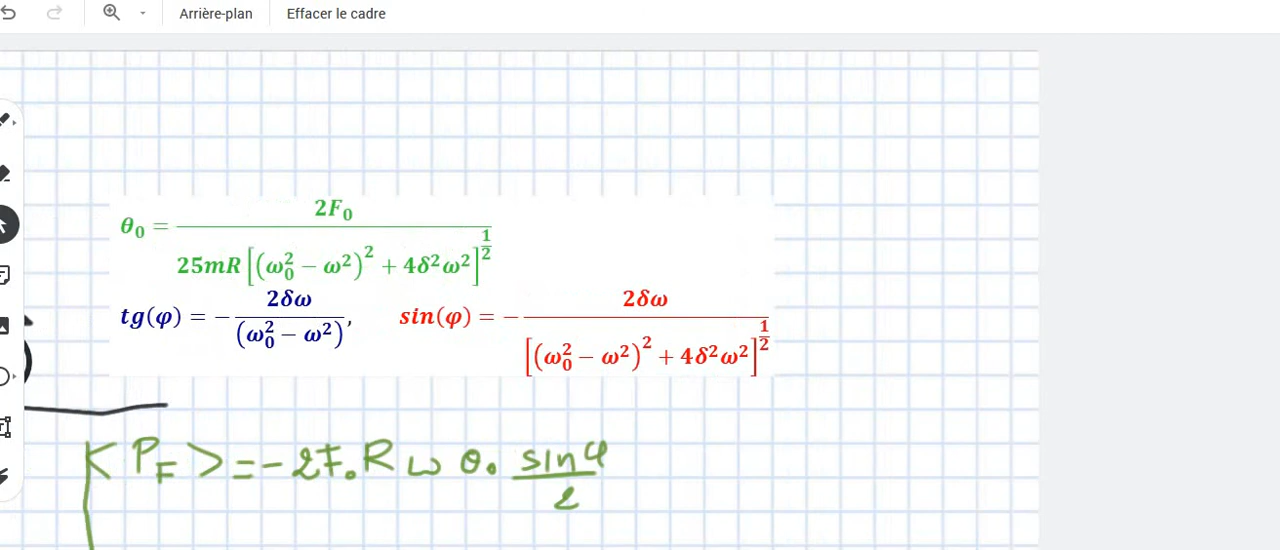 Arrière-plan Effacer le cadre
θ₀ = 2F₀ / 25mR[(ω₀² − ω²)² + 4δ²ω²]^(1/2)
tg(φ) = − 2δω / (ω₀² − ω²), sin(φ) = − 2δω / [(ω₀² − ω²)² + 4δ²ω²]^(1/2)
< P_F > = − 2F₀ R ω θ₀ sin φ / 2